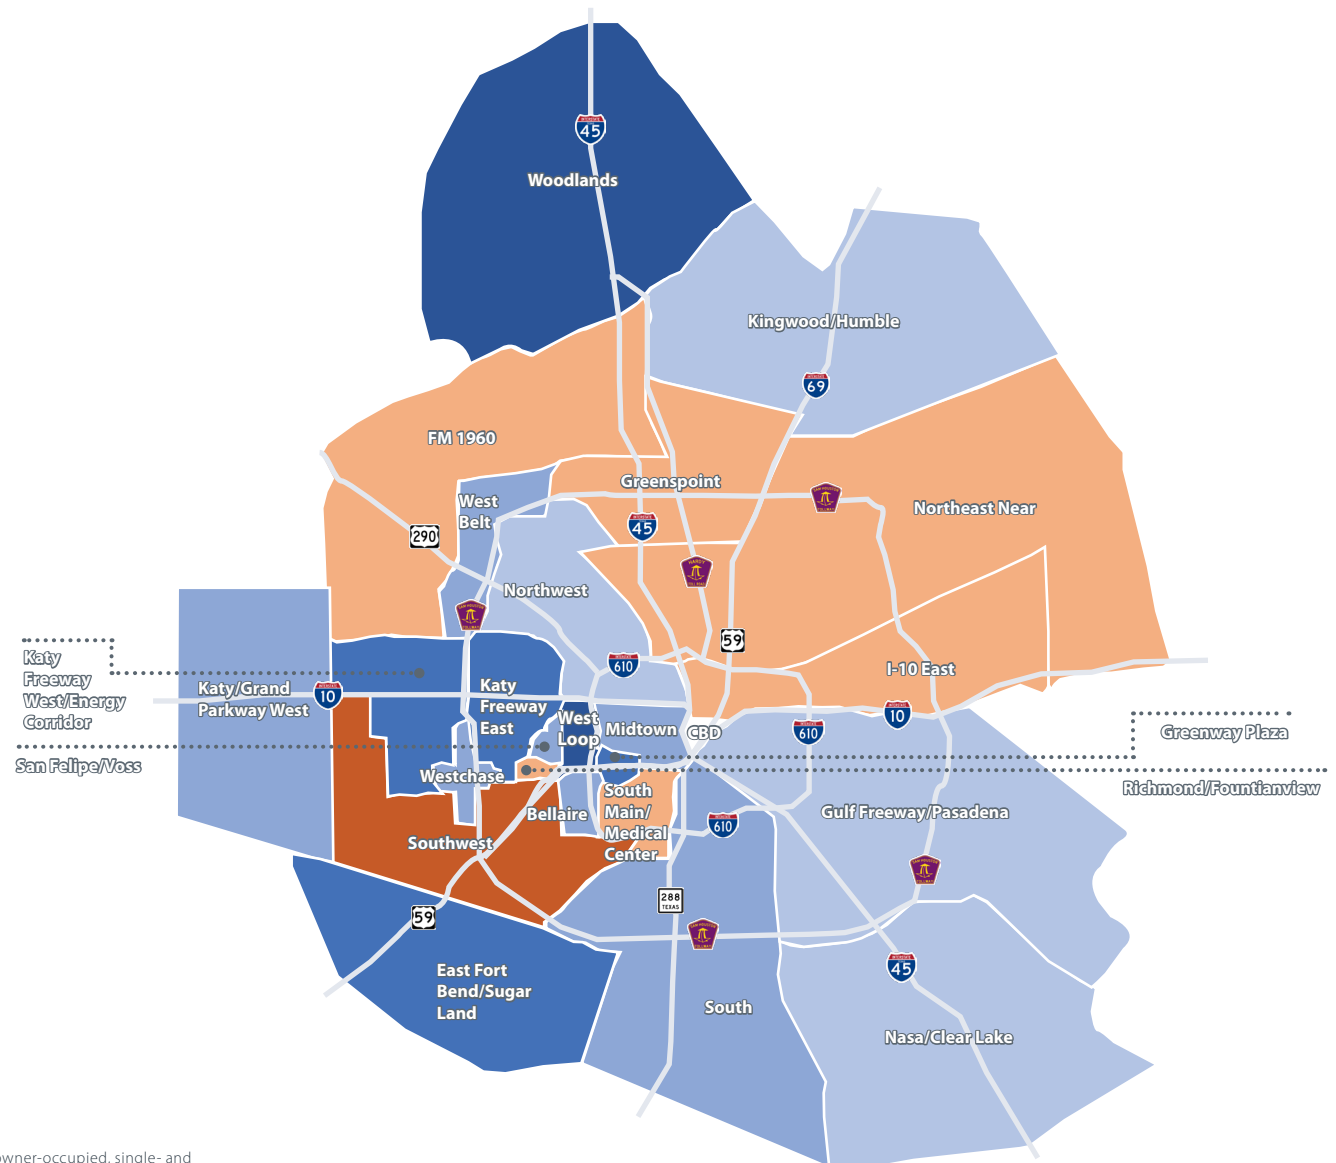 45
Woodlands
Kingwood/Humble
69
FM 1960
Greenspoint
West
Belt
Northeast Near
45
290
HARDY
Northwest
SAM HOUSTON
59
610
I-10 East
Katy
Freeway
West/Energy
Corridor
Katy/Grand
Parkway West
10
Katy
Freeway
East
West
Loop
Midtown
CBD
610
10
Greenway Plaza
San Felipe/Voss
Westchase
Richmond/Fountianview
South
Main/
Medical
Center
Bellaire
610
Gulf Freeway/Pasadena
Southwest
288
TEXAS
59
East Fort
Bend/Sugar
Land
45
South
Nasa/Clear Lake
owner-occupied, single- and